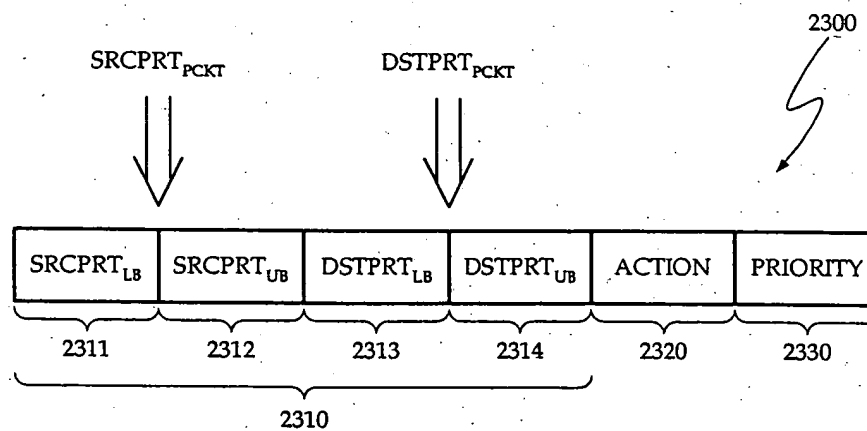 2300
SRCPRT_PCKT DSTPRT_PCKT
SRCPRT_LB SRCPRT_UB DSTPRT_LB DSTPRT_UB ACTION PRIORITY
2311 2312 2313 2314 2320 2330
2310